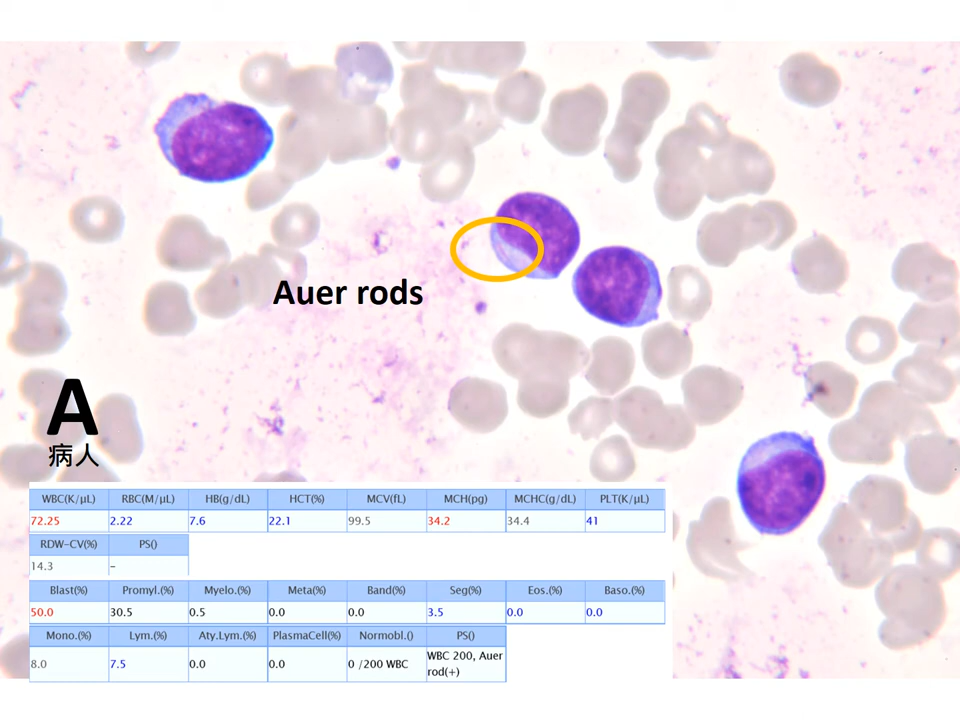 Auer rods
A
病人
WBC(K/μL) RBC(M/μL) HB(g/dL) HCT(%) MCV(fL) MCH(pg) MCHC(g/dL) PLT(K/μL)
72.25 2.22 7.6 22.1 99.5 34.2 34.4 41
RDW-CV(%) PS()
14.3 –
Blast(%) Promyl.(%) Myelo.(%) Meta(%) Band(%) Seg(%) Eos.(%) Baso.(%)
50.0 30.5 0.5 0.0 0.0 3.5 0.0 0.0
Mono.(%) Lym.(%) Aty.Lym.(%) PlasmaCell(%) Normobl.() PS()
8.0 7.5 0.0 0.0 0 /200 WBC WBC 200, Auer
rod(+)